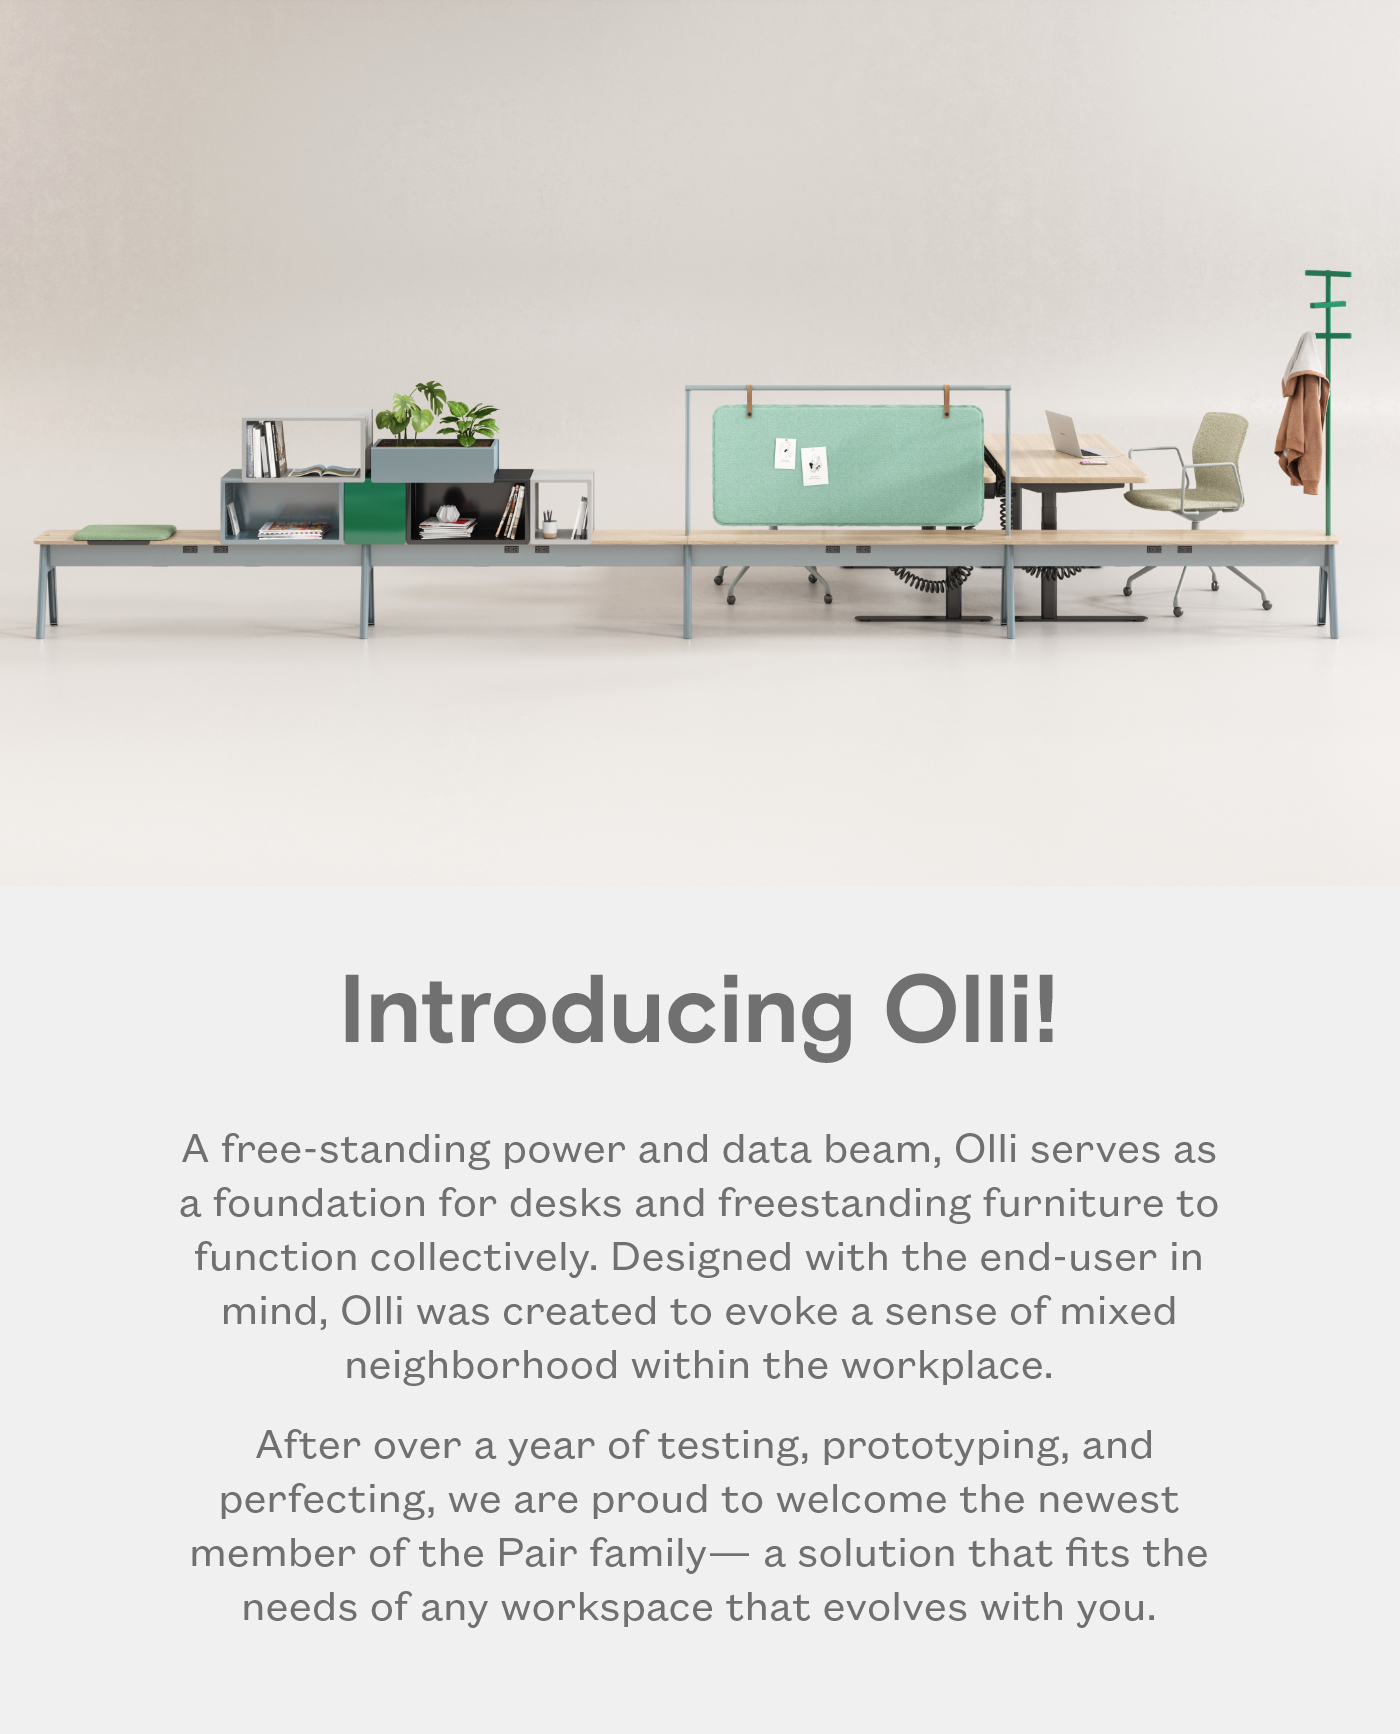 Introducing Olli!
A free-standing power and data beam, Olli serves as
a foundation for desks and freestanding furniture to
function collectively. Designed with the end-user in
mind, Olli was created to evoke a sense of mixed
neighborhood within the workplace.
After over a year of testing, prototyping, and
perfecting, we are proud to welcome the newest
member of the Pair family— a solution that fits the
needs of any workspace that evolves with you.